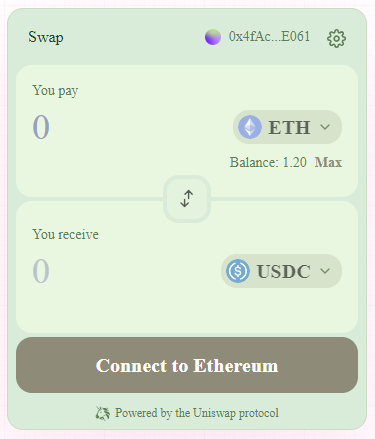 Swap 0x4fAc...E061
You pay
0 ETH
Balance: 1.20 Max
You receive
0 USDC
Connect to Ethereum
Powered by the Uniswap protocol